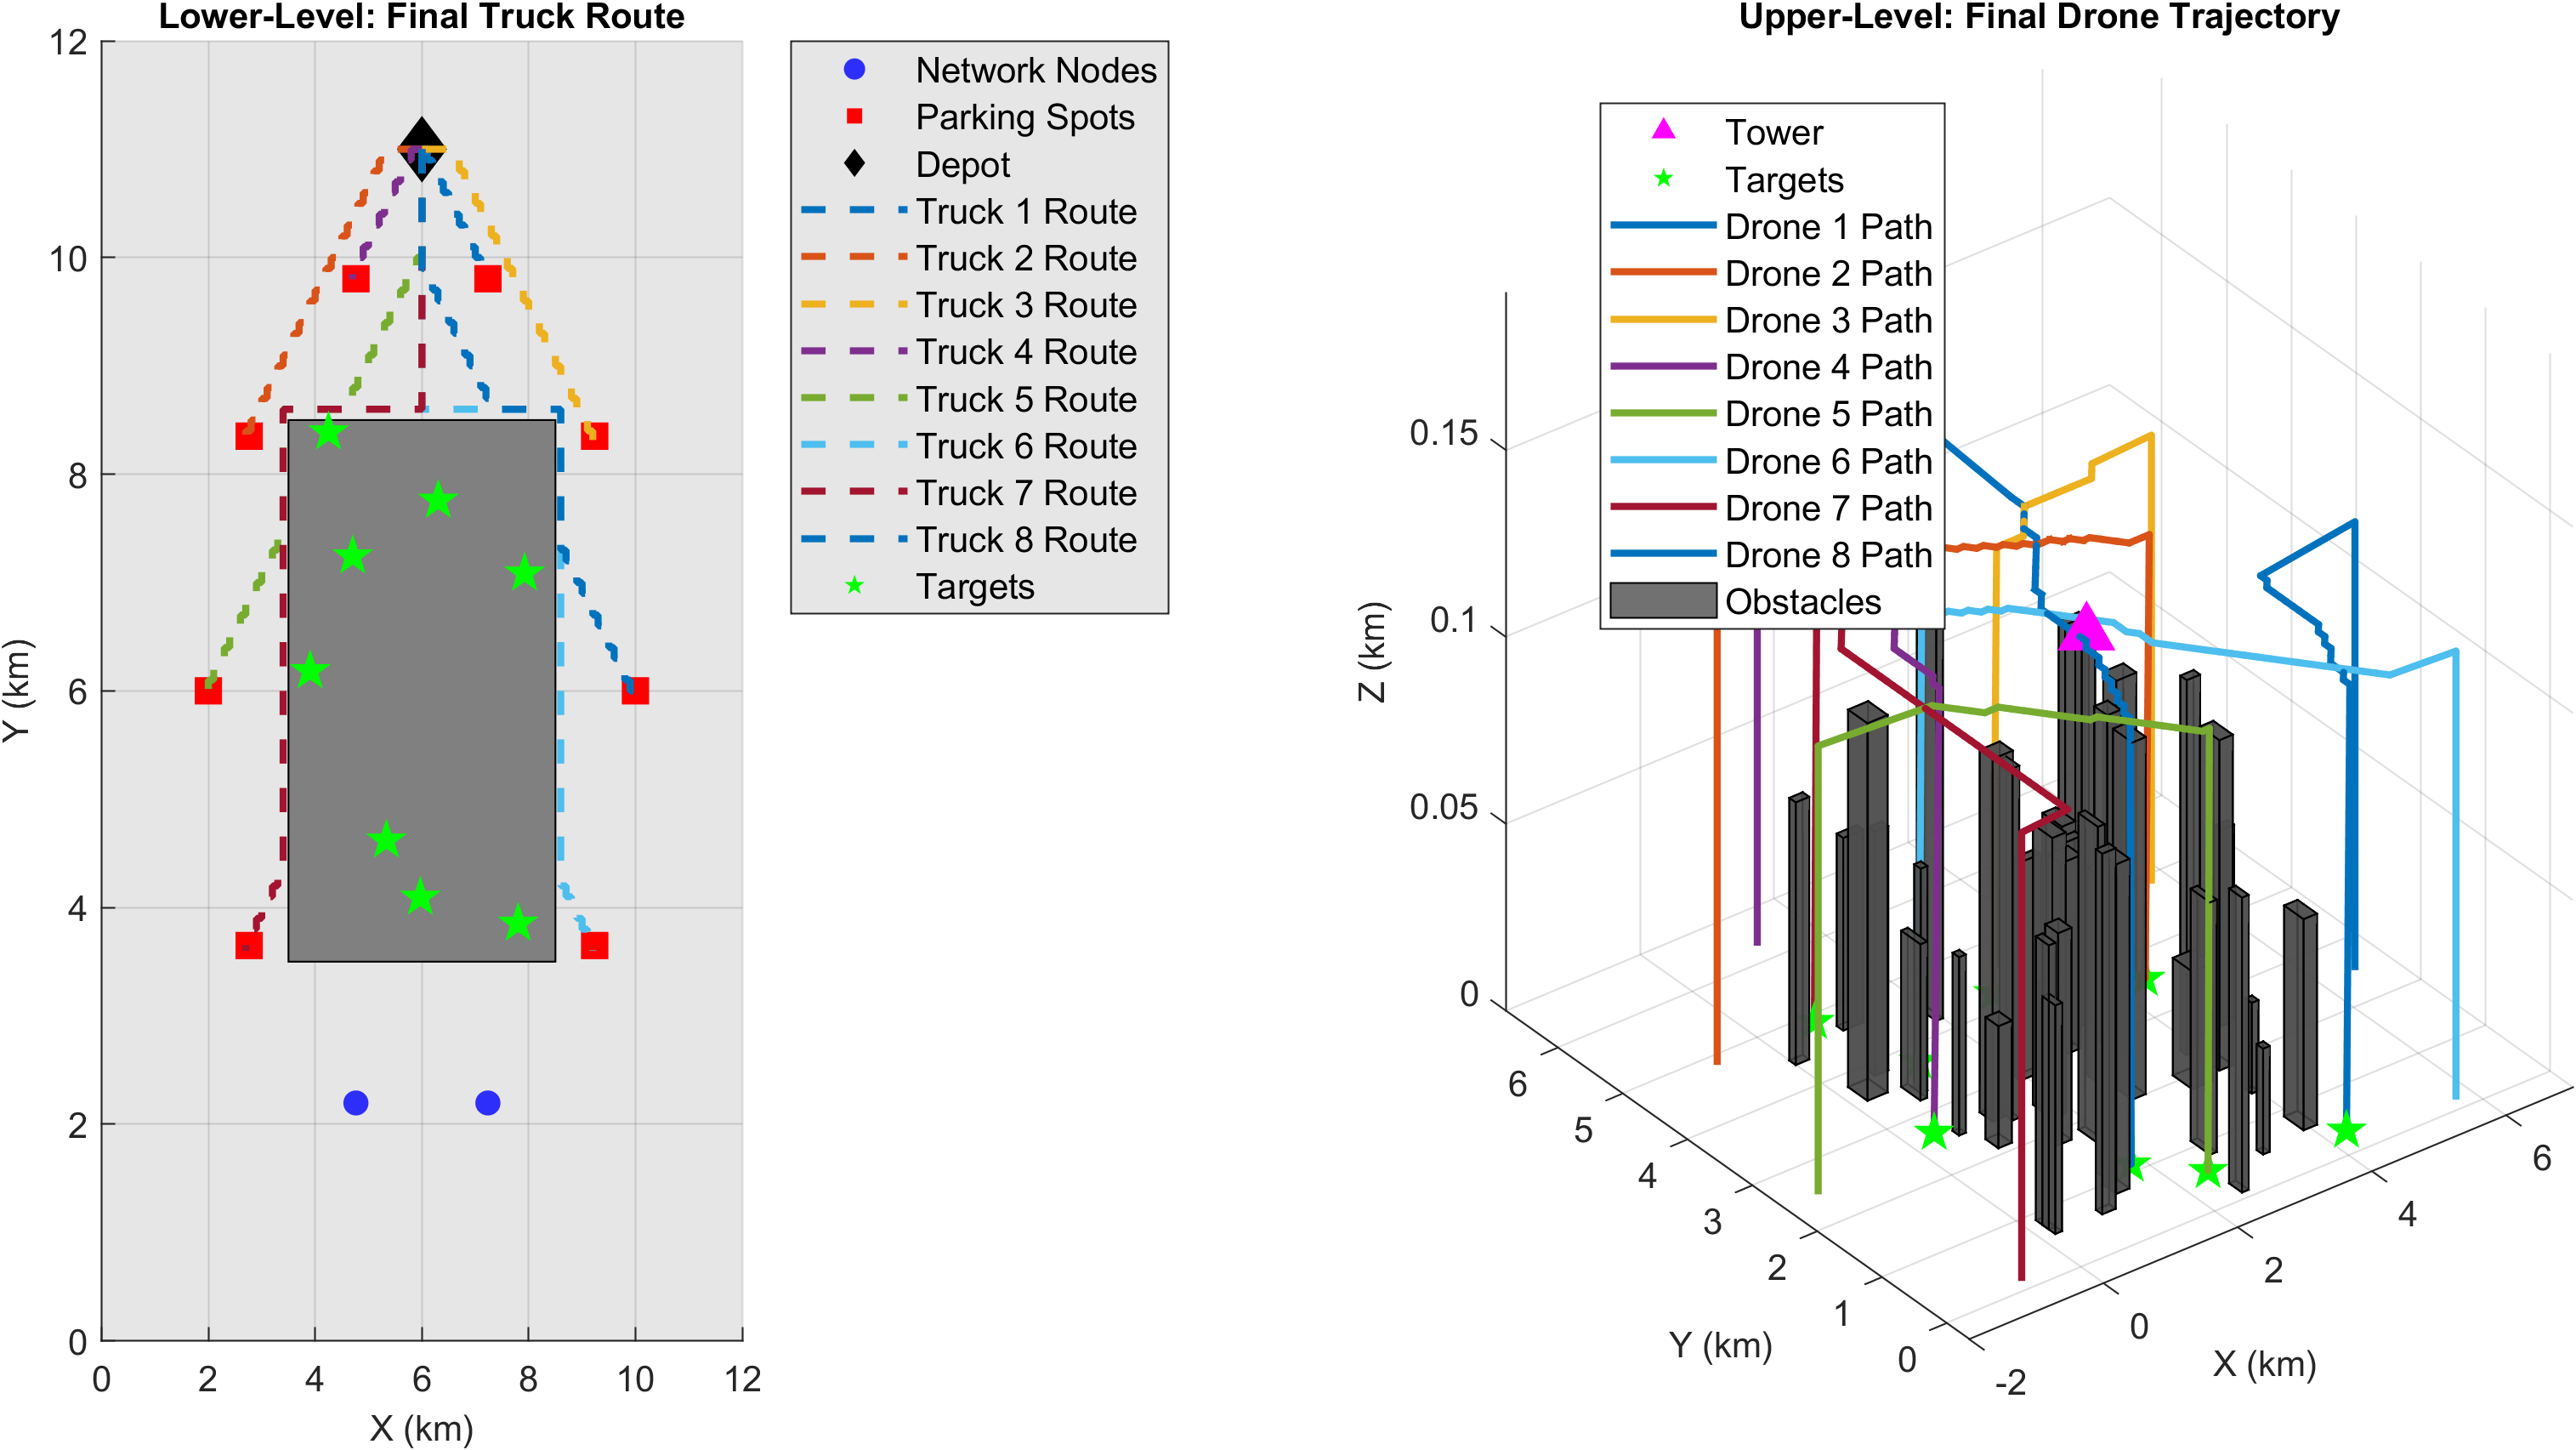 Lower-Level: Final Truck Route
12
10
8
6
4
2
0
0 2 4 6 8 10 12
X (km)
Y (km)
Network Nodes
Parking Spots
Depot
Truck 1 Route
Truck 2 Route
Truck 3 Route
Truck 4 Route
Truck 5 Route
Truck 6 Route
Truck 7 Route
Truck 8 Route
Targets
Upper-Level: Final Drone Trajectory
Tower
Targets
Drone 1 Path
Drone 2 Path
Drone 3 Path
Drone 4 Path
Drone 5 Path
Drone 6 Path
Drone 7 Path
Drone 8 Path
Obstacles
0.15
0.1
0.05
0
Z (km)
6
5
4
3
2
1
0
Y (km)
-2
0
2
4
6
X (km)